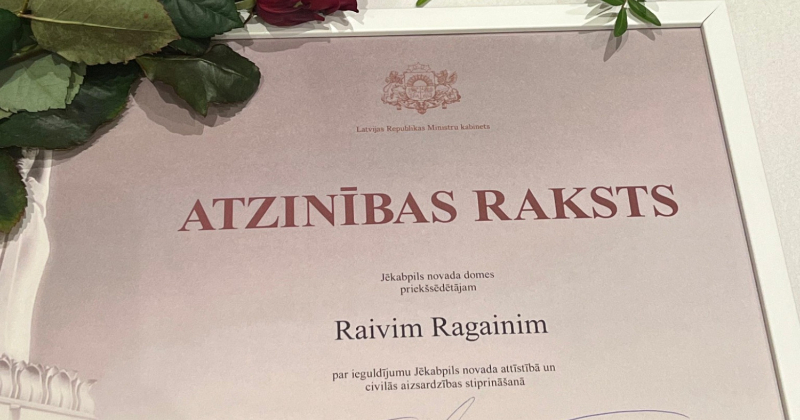 Latvijas Republikas Ministru kabinets
ATZINĪBAS RAKSTS
Jēkabpils novada domes
priekšsēdētājam
Raivim Ragainim
par ieguldījumu Jēkabpils novada attīstībā un
civilās aizsardzības stiprināšanā